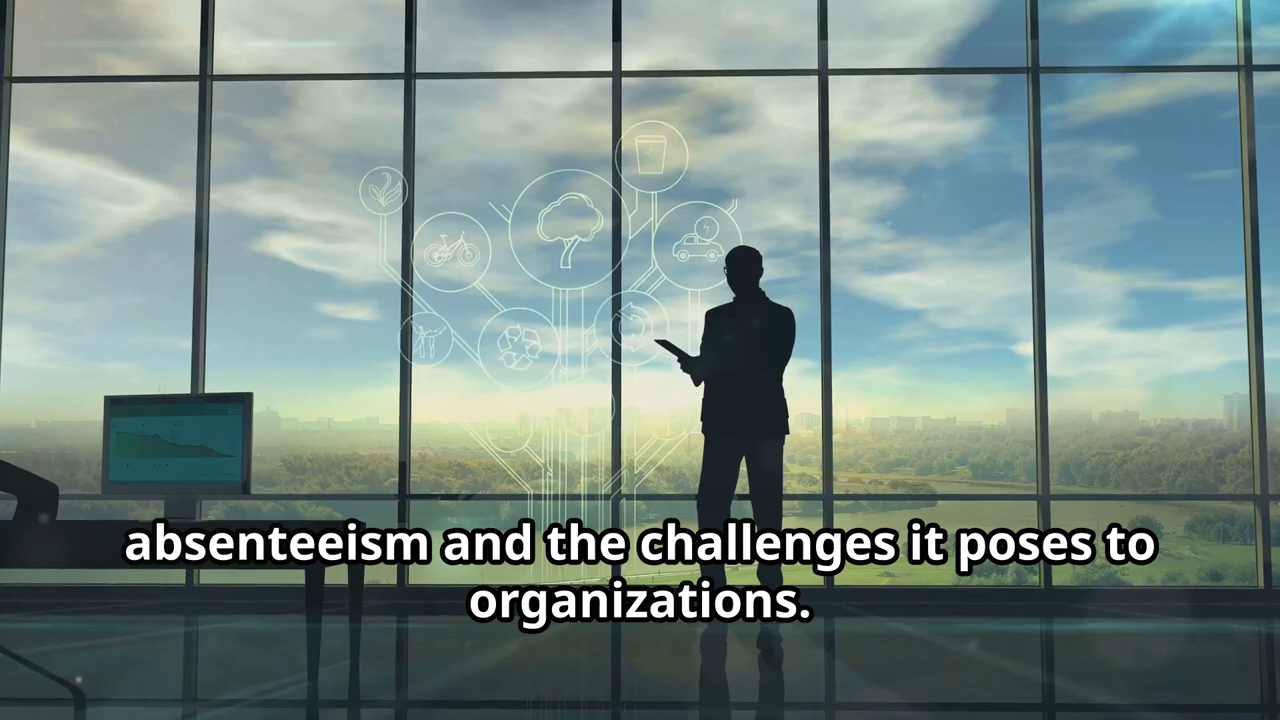 absenteeism and the challenges it poses to
organizations.